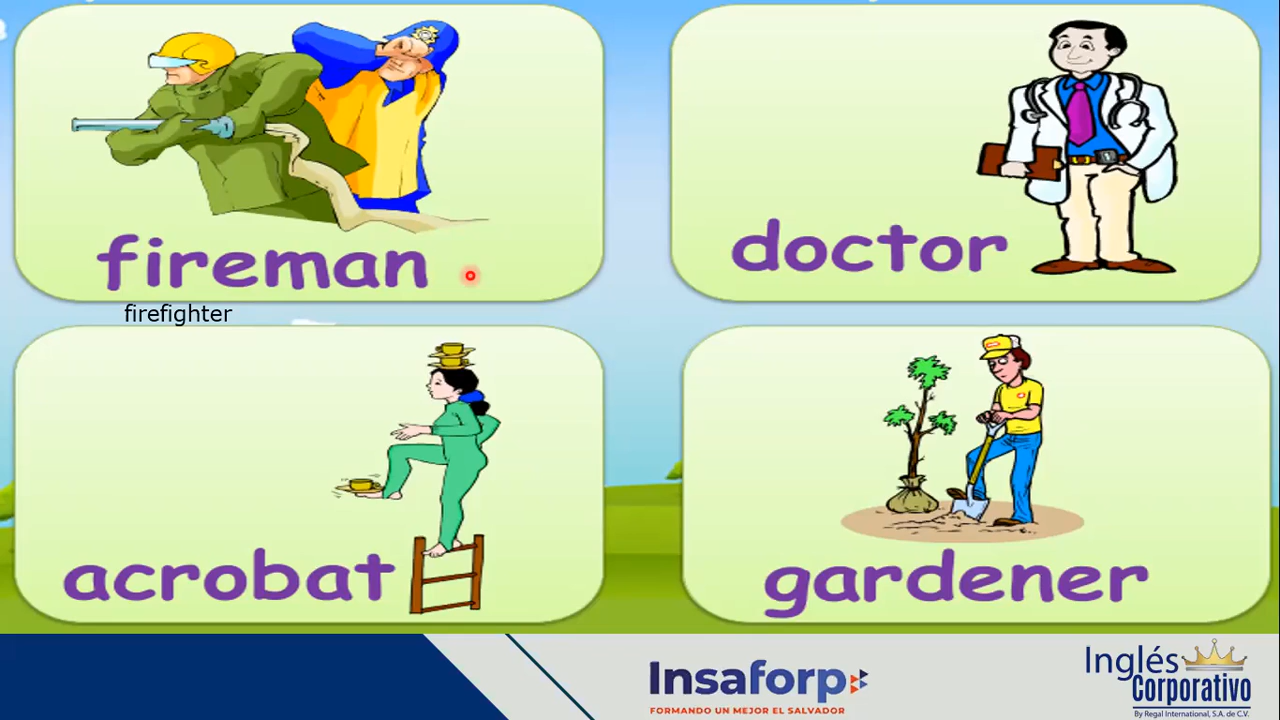 fireman
doctor
firefighter
acrobat
gardener
Insaforp
FORMANDO UN MEJOR EL SALVADOR
Inglés
Corporativo
By Regal International, S.A. de C.V.